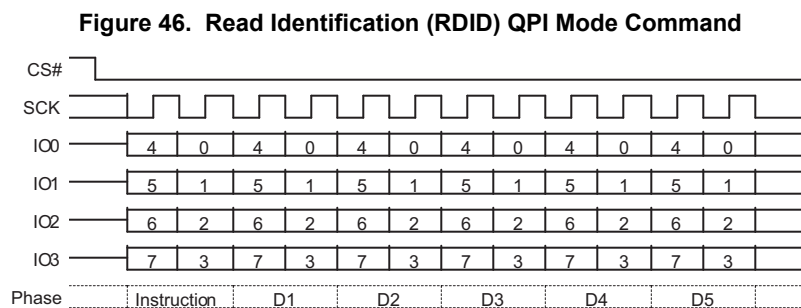 Figure 46. Read Identification (RDID) QPI Mode Command
CS#
SCK
IO0 4 0 4 0 4 0 4 0 4 0 4 0
IO1 5 1 5 1 5 1 5 1 5 1 5 1
IO2 6 2 6 2 6 2 6 2 6 2 6 2
IO3 7 3 7 3 7 3 7 3 7 3 7 3
Phase Instruction D1 D2 D3 D4 D5